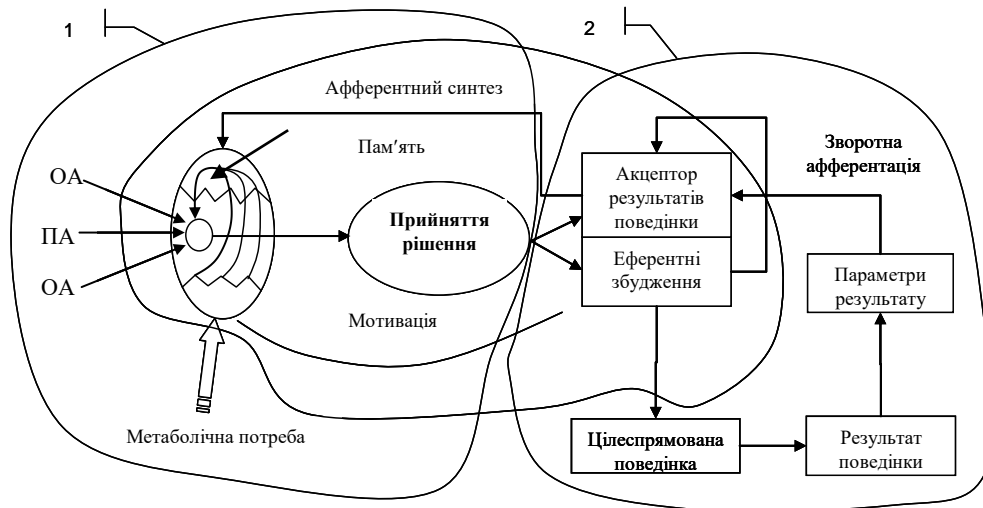 1
2
Афферентний синтез
Пам′ять
ОА
ПА
ОА
Прийняття
рішення
Мотивація
Метаболічна потреба
Акцептор
результатів
поведінки
Еферентні
збудження
Зворотна
афферентація
Параметри
результату
Цілеспрямована
поведінка
Результат
поведінки